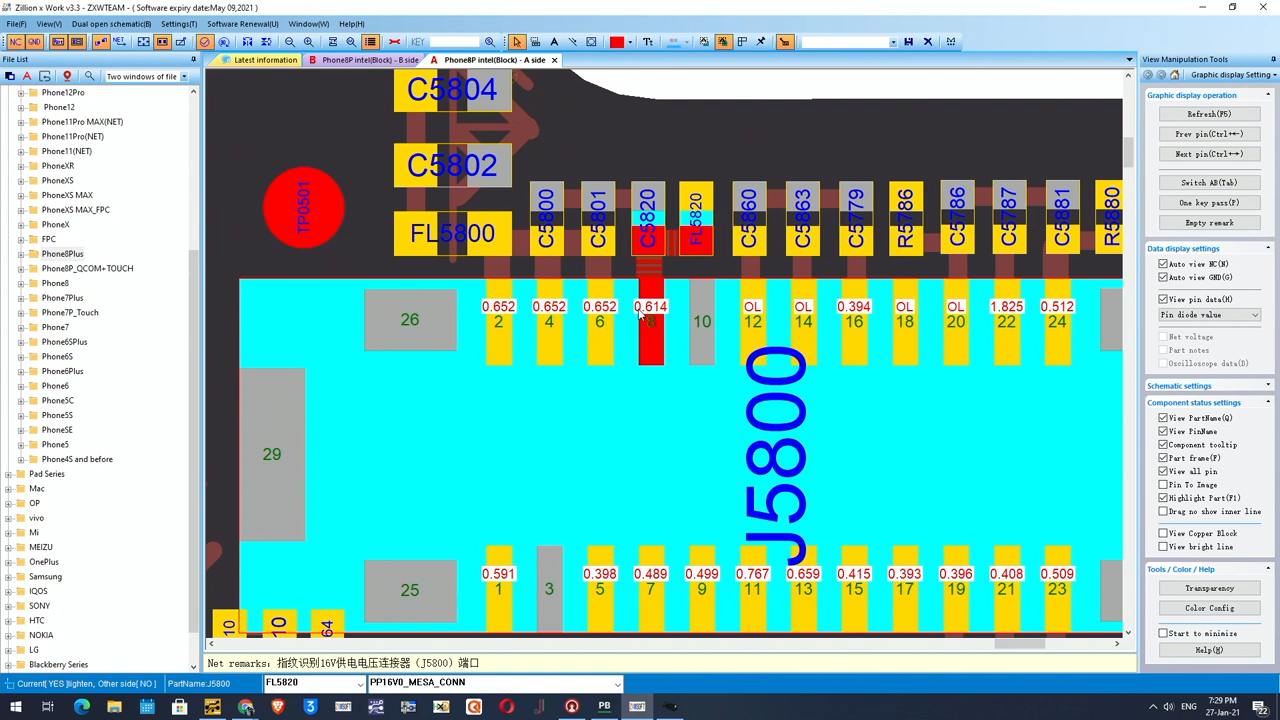 Zillion x Work v3.3 - ZXWTEAM - ( Software expiry date:May 09,2021 )
File(F) View(V) Dual open schematic(B) Settings(T) Software Renewal(U) Window(W) Help(H)
NC GND NET KEY
File List
Latest information
B Phone8P intel(Block) - B side
A Phone8P intel(Block) - A side
Two windows of file
Phone12Pro
Phone12
Phone11Pro MAX(NET)
Phone11Pro(NET)
Phone11(NET)
PhoneXR
PhoneXS
PhoneXS MAX
PhoneXS MAX_FPC
PhoneX
FPC
Phone8Plus
Phone8P_QCOM+TOUCH
Phone8
Phone7Plus
Phone7P_Touch
Phone7
Phone6SPlus
Phone6S
Phone6Plus
Phone6
Phone5C
Phone5S
PhoneSE
Phone5
Phone4S and before
Pad Series
Mac
OP
vivo
Mi
MEIZU
OnePlus
Samsung
IQOS
SONY
HTC
NOKIA
LG
Blackberry Series
C5804
C5802
FL5800
TP0501
C5800 C5801 C5820 FL5820 C5860 C5863 C5779 R5786 C5786 C5787 C5881 R5880
0.652 0.652 0.652 0.614 OL OL 0.394 OL OL 1.825 0.512
26 2 4 6 8 10 12 14 16 18 20 22 24
29
J5800
0.591 0.398 0.489 0.499 0.767 0.659 0.415 0.393 0.396 0.408 0.509
25 1 3 5 7 9 11 13 15 17 19 21 23
10 10 64
Net remarks：指纹识别16V供电电压连接器（J5800）端口
View Manipulation Tools
Graphic display Setting
Graphic display operation
Refresh(F5)
Prev pin(Ctrl+←)
Next pin(Ctrl+→)
Switch AB(Tab)
One key pass(P)
Empty remark
Data display settings
Auto view NC(N)
Auto view GND(G)
View pin data(H)
Pin diode value
Net voltage
Part notes
Oscilloscope data(D)
Schematic settings
Component status settings
View PartName(Q)
View PinName
Component tooltip
Part frame(F)
View all pin
Pin To Image
Highlight Part(F1)
Drag no show inner line
View Copper Block
View bright line
Tools / Color / Help
Transparency
Color Config
Start to minimize
Help(H)
Current[ YES ]lighten, Other side[ NO ] PartName:J5800 FL5820 PP16V0_MESA_CONN
PB
ENG
7:29 PM
27-Jan-21
22